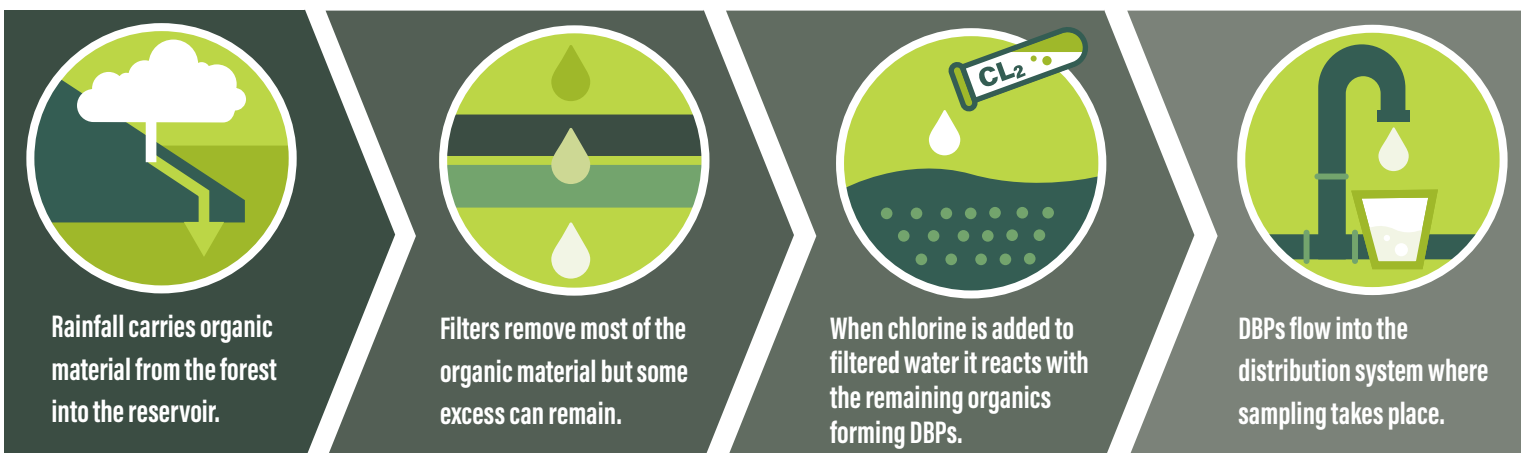 Rainfall carries organic
material from the forest
into the reservoir.
Filters remove most of the
organic material but some
excess can remain.
CL₂
When chlorine is added to
filtered water it reacts with
the remaining organics
forming DBPs.
DBPs flow into the
distribution system where
sampling takes place.